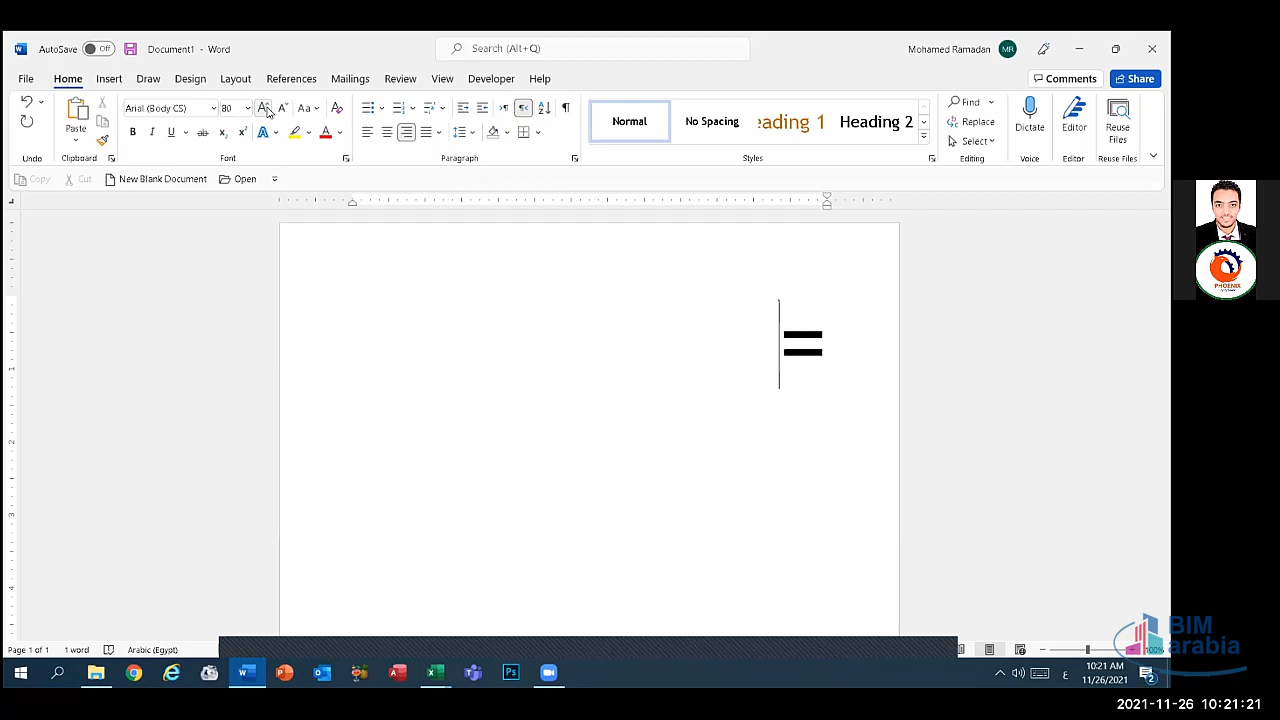 AutoSave Off Document1 - Word Search (Alt+Q) Mohamed Ramadan MR
File Home Insert Draw Design Layout References Mailings Review View Developer Help Comments Share
Arial (Body CS) 80 Aa
Paste
B I U
Normal No Spacing eading 1 Heading 2
Find
Replace
Select
Dictate Editor Reuse Files
Undo Clipboard Font Paragraph Styles Editing Voice Editor Reuse Files
Copy Cut New Blank Document Open
=
PHOENIX
Page 1 of 1 1 word Arabic (Egypt) 100%
BIM
arabia
10:21 AM
11/26/2021
ع
2
2021-11-26 10:21:21